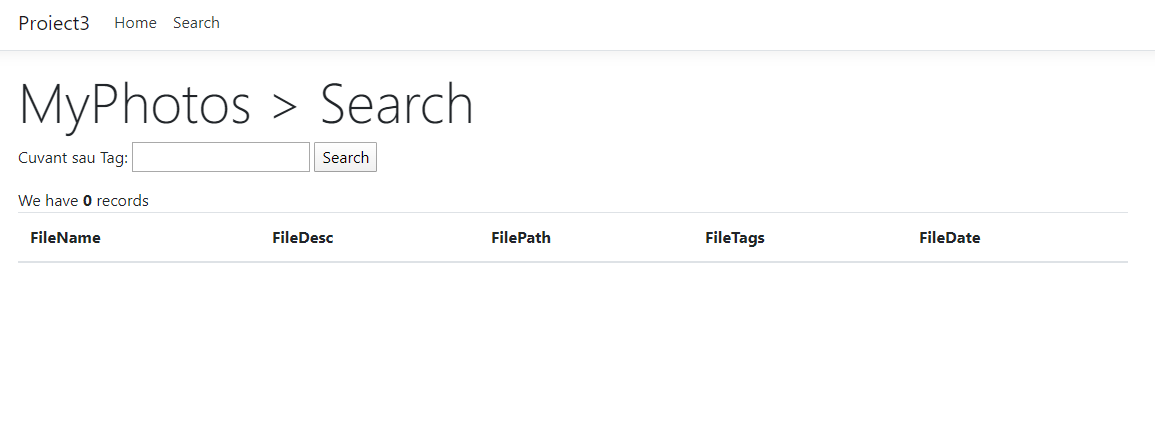 Proiect3 Home Search
MyPhotos > Search
Cuvant sau Tag: Search
We have 0 records
FileName FileDesc FilePath FileTags FileDate